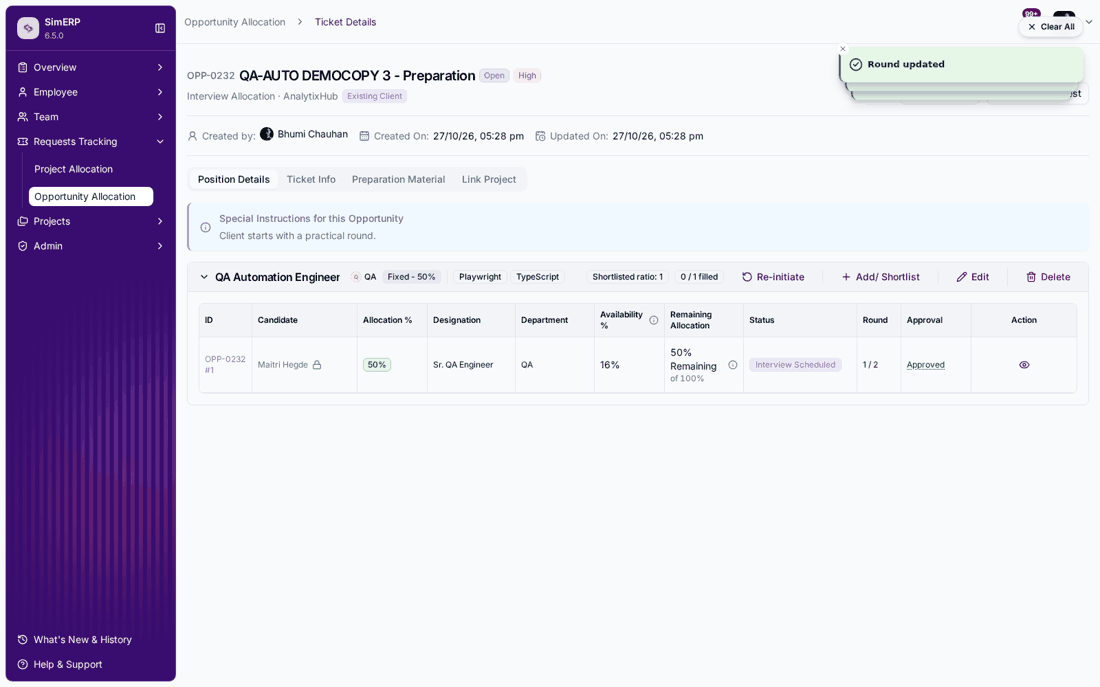 SimERP
6.5.0
Overview
Employee
Team
Requests Tracking
Project Allocation
Opportunity Allocation
Projects
Admin
What's New & History
Help & Support
Opportunity Allocation > Ticket Details
99+
Clear All
Round updated
OPP-0232 QA-AUTO DEMOCOPY 3 - Preparation Open High
Interview Allocation · AnalytixHub Existing Client
Created by: Bhumi Chauhan Created On: 27/10/26, 05:28 pm Updated On: 27/10/26, 05:28 pm
Position Details Ticket Info Preparation Material Link Project
Special Instructions for this Opportunity
Client starts with a practical round.
QA Automation Engineer Q QA Fixed - 50% Playwright TypeScript Shortlisted ratio: 1 0 / 1 filled Re-initiate Add/ Shortlist Edit Delete
ID Candidate Allocation % Designation Department Availability % Remaining Allocation Status Round Approval Action
OPP-0232 #1 Maitri Hegde 50% Sr. QA Engineer QA 16% 50% Remaining of 100% Interview Scheduled 1 / 2 Approved